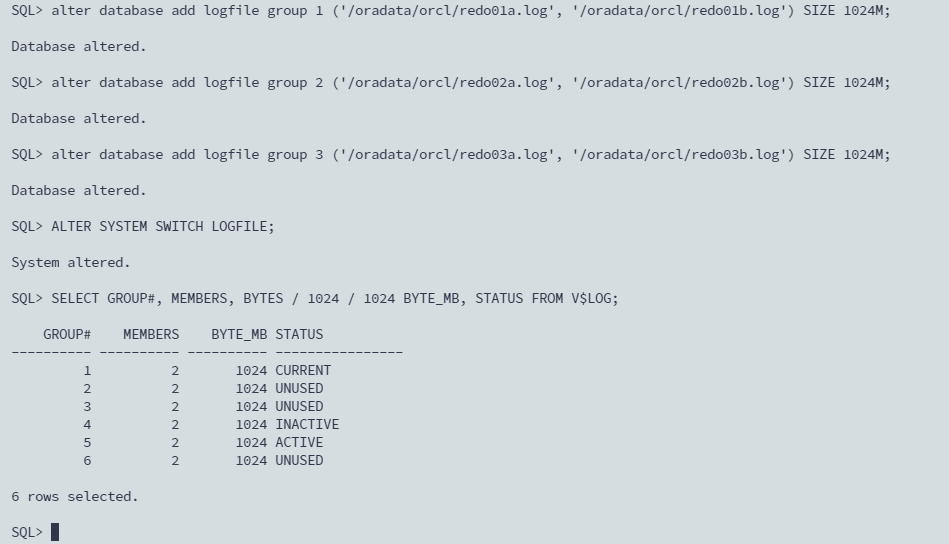 SQL> alter database add logfile group 1 ('/oradata/orcl/redo01a.log', '/oradata/orcl/redo01b.log') SIZE 1024M;
Database altered.
SQL> alter database add logfile group 2 ('/oradata/orcl/redo02a.log', '/oradata/orcl/redo02b.log') SIZE 1024M;
Database altered.
SQL> alter database add logfile group 3 ('/oradata/orcl/redo03a.log', '/oradata/orcl/redo03b.log') SIZE 1024M;
Database altered.
SQL> ALTER SYSTEM SWITCH LOGFILE;
System altered.
SQL> SELECT GROUP#, MEMBERS, BYTES / 1024 / 1024 BYTE_MB, STATUS FROM V$LOG;
    GROUP#    MEMBERS    BYTE_MB STATUS
---------- ---------- ---------- ----------------
         1          2       1024 CURRENT
         2          2       1024 UNUSED
         3          2       1024 UNUSED
         4          2       1024 INACTIVE
         5          2       1024 ACTIVE
         6          2       1024 UNUSED
6 rows selected.
SQL>